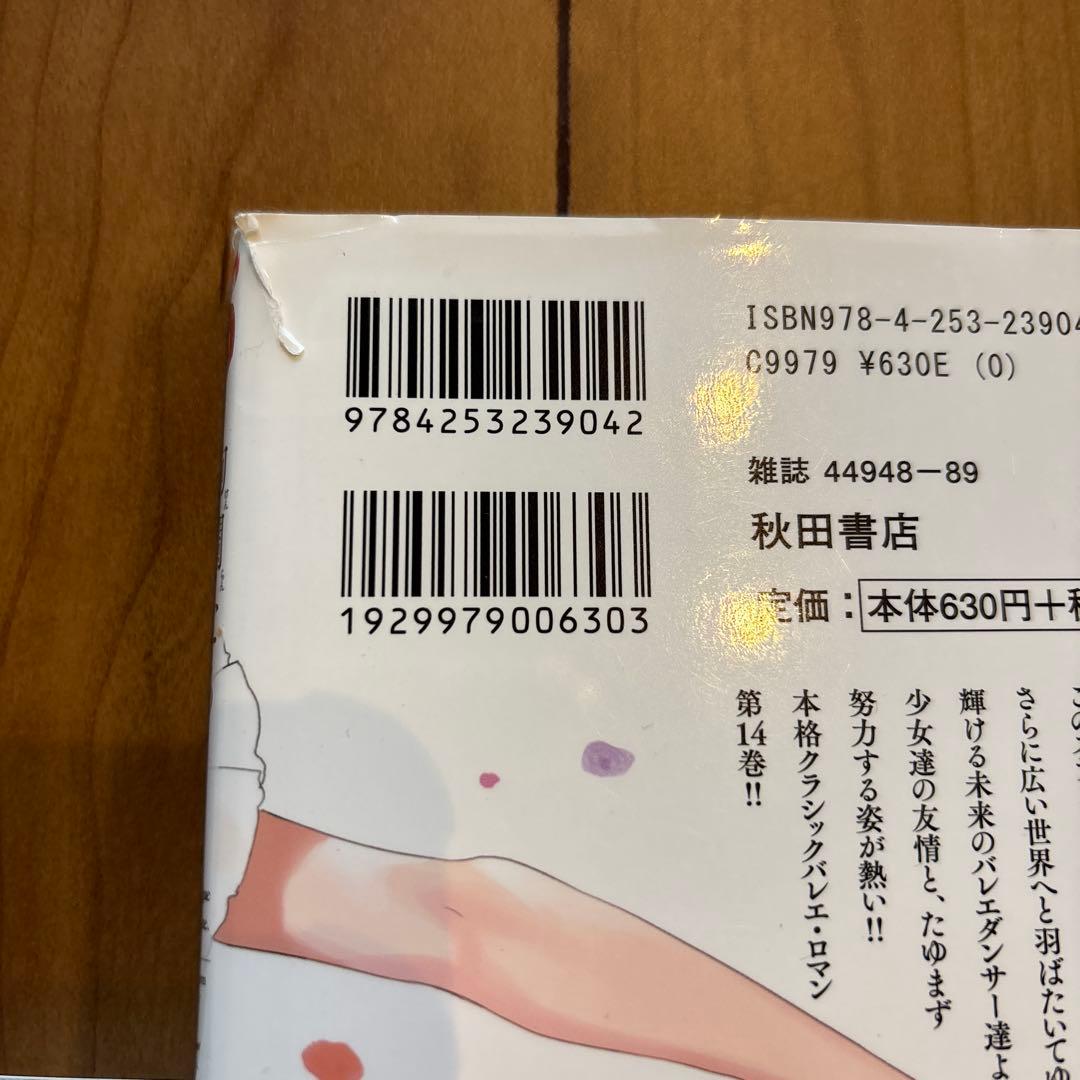 9784253239042
ISBN978-4-253-23904
C9979 ¥630E (0)
1929979006303
雑誌 44948-89
秋田書店
定価：本体630円+税
さらに広い世界へと羽ばたいてゆ
輝ける未来のバレエダンサー達よ
少女達の友情と、たゆまず
努力する姿が熱い!!
本格クラシックバレエ・ロマン
第14巻!!